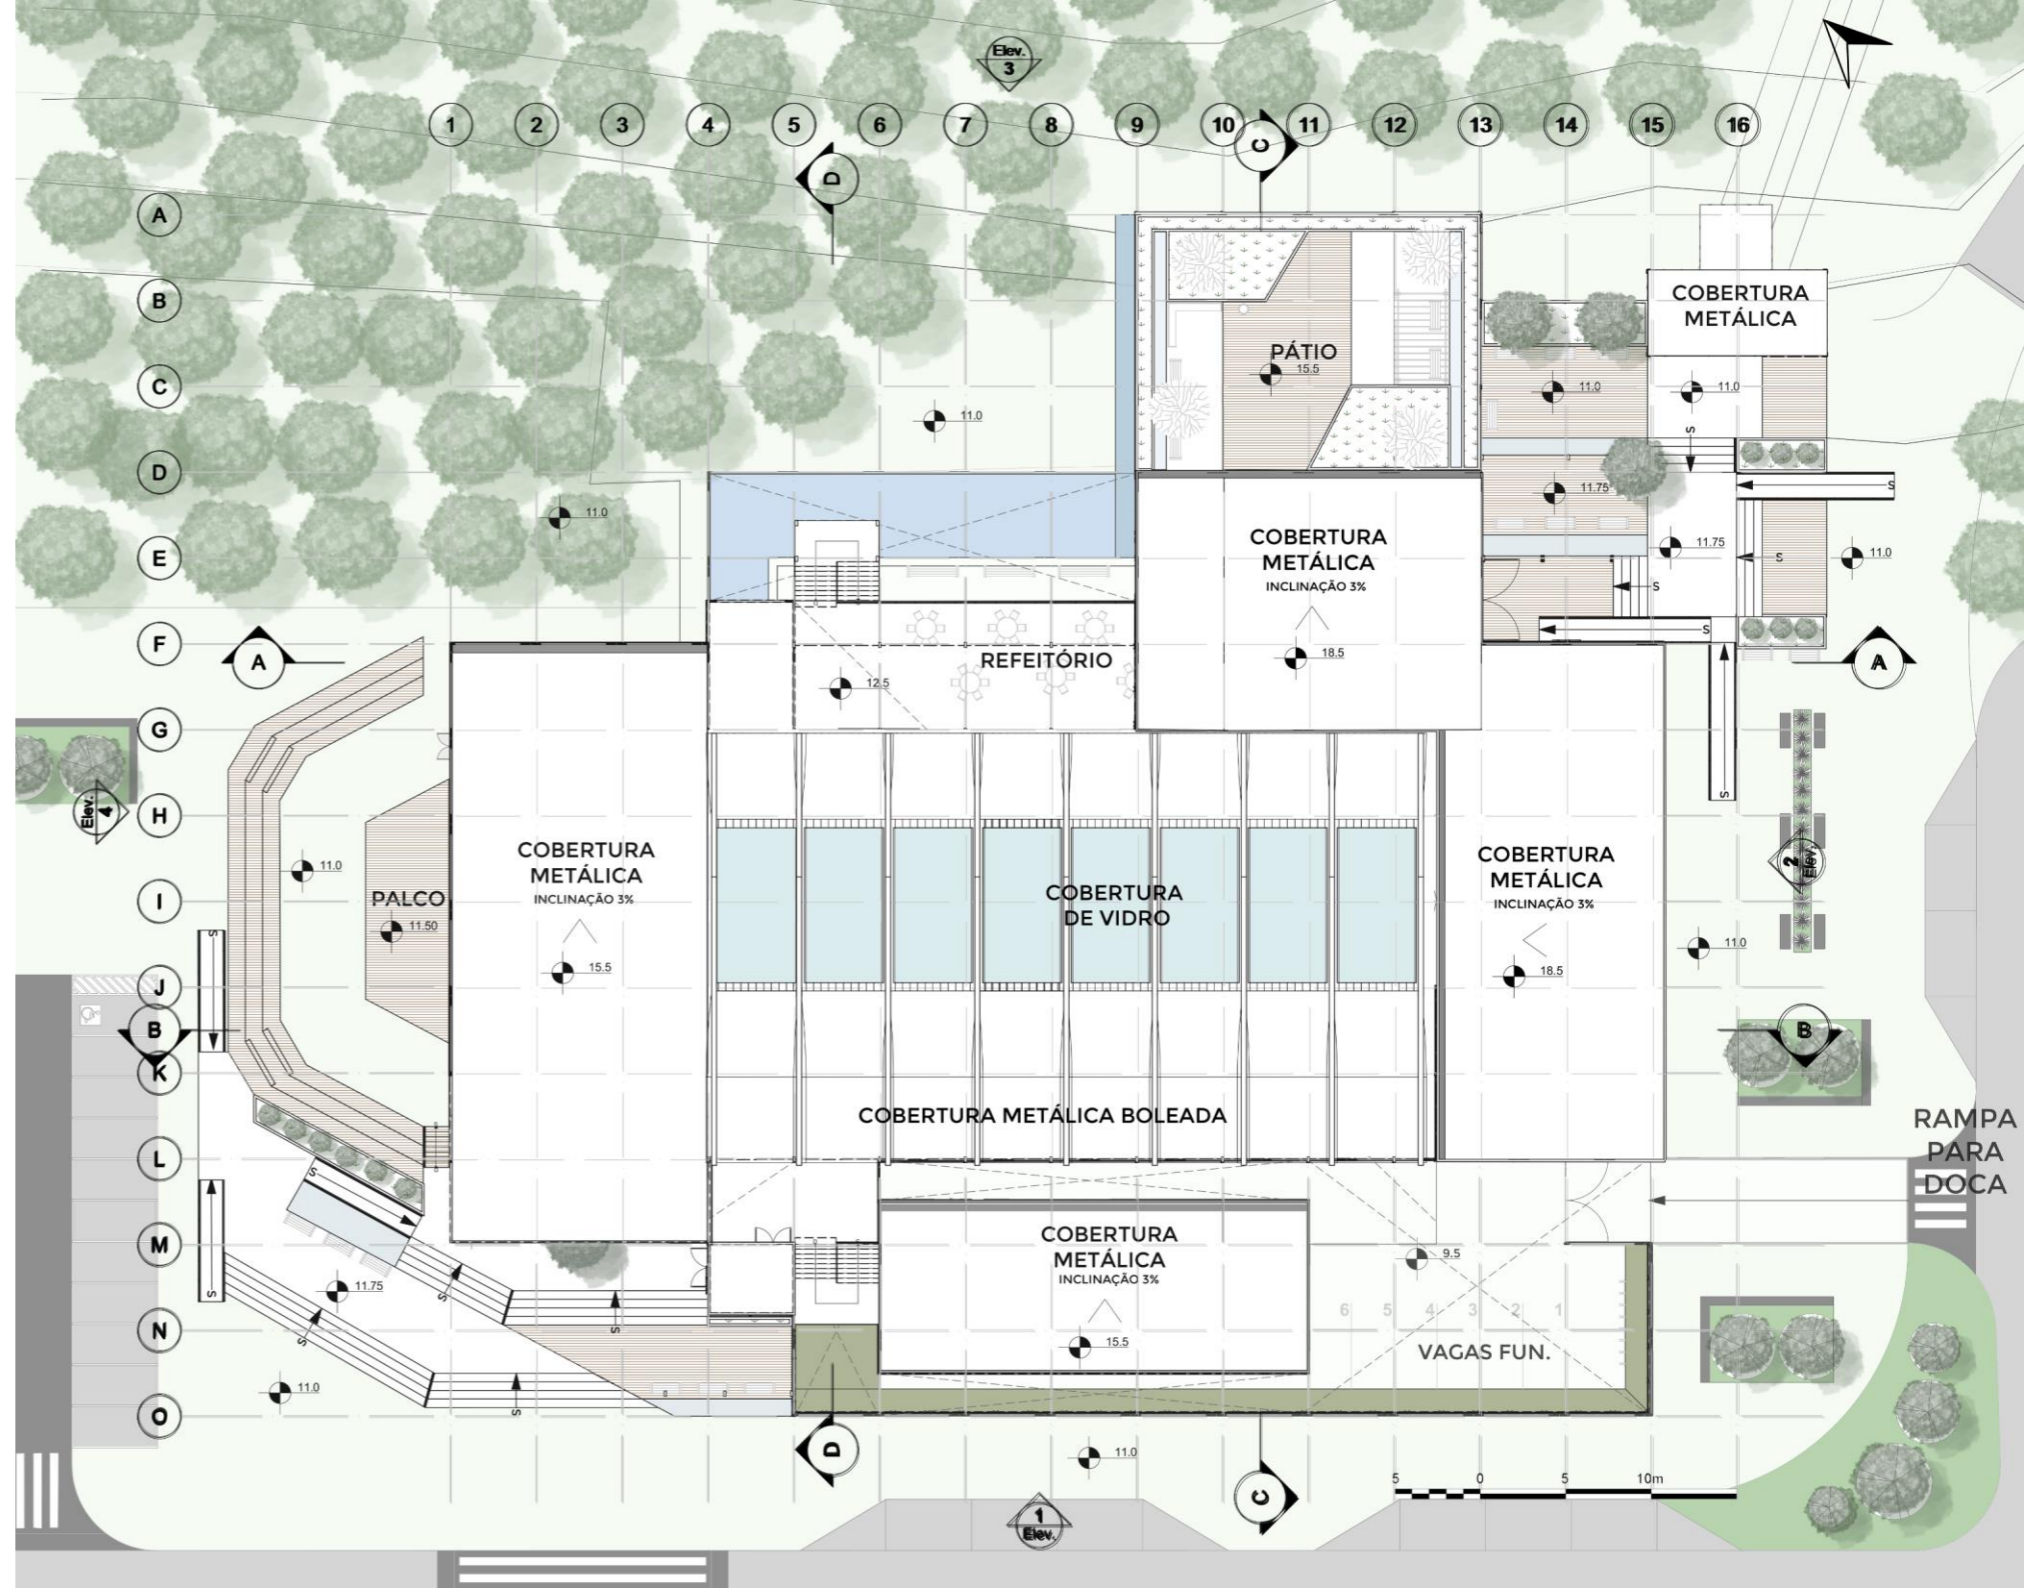 Elev.
3
1
2
3
4
5
6
7
8
9
10
C
11
12
13
14
15
16
D
A
B
C
D
E
F
G
H
I
J
K
L
M
N
O
COBERTURA
METÁLICA
PÁTIO
15.5
11.0
11.0
11.0
11.0
11.75
S
S
COBERTURA
METÁLICA
INCLINAÇÃO 3%
18.5
11.75
S
11.0
S
S
A
REFEITÓRIO
12.5
A
S
S
Elev.
4
COBERTURA
METÁLICA
INCLINAÇÃO 3%
15.5
11.0
PALCO
11.50
COBERTURA
DE VIDRO
COBERTURA
METÁLICA
INCLINAÇÃO 3%
18.5
2
Elev.
11.0
S
B
B
COBERTURA METÁLICA BOLEADA
RAMPA
PARA
DOCA
S
S
COBERTURA
METÁLICA
INCLINAÇÃO 3%
15.5
9.5
11.75
S
S
S
S
6
5
4
3
2
1
VAGAS FUN.
11.0
S
D
11.0
C
5
0
5
10m
1
Elev.